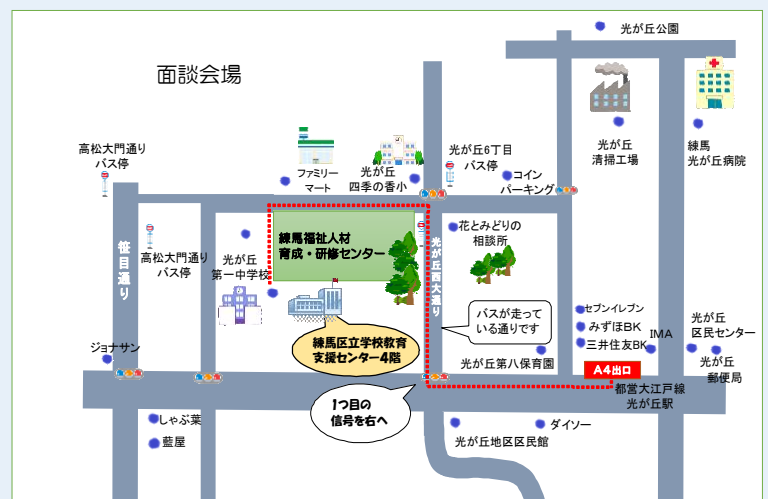 光が丘公園
面談会場
高松大門通り
バス停
ファミリー
マート
光が丘
四季の香小
光が丘6丁目
バス停
コイン
パーキング
光が丘
清掃工場
練馬
光が丘病院
笹目通り
高松大門通り
バス停
光が丘
第一中学校
練馬福祉人材
育成・研修センター
光が丘西大通り
花とみどりの
相談所
バスが走って
いる通りです
セブンイレブン
みずほBK
三井住友BK
IMA
光が丘
区民センター
光が丘
郵便局
ジョナサン
練馬区立学校教育
支援センター4階
光が丘第八保育園
A4出口
都営大江戸線
光が丘駅
1つ目の
信号を右へ
しゃぶ葉
藍屋
光が丘地区区民館
ダイソー